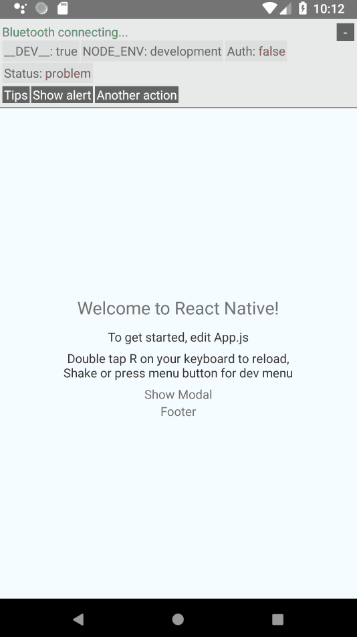 10:12
Bluetooth connecting...
-
__DEV__: true NODE_ENV: development Auth: false
Status: problem
Tips Show alert Another action
Welcome to React Native!
To get started, edit App.js
Double tap R on your keyboard to reload,
Shake or press menu button for dev menu
Show Modal
Footer